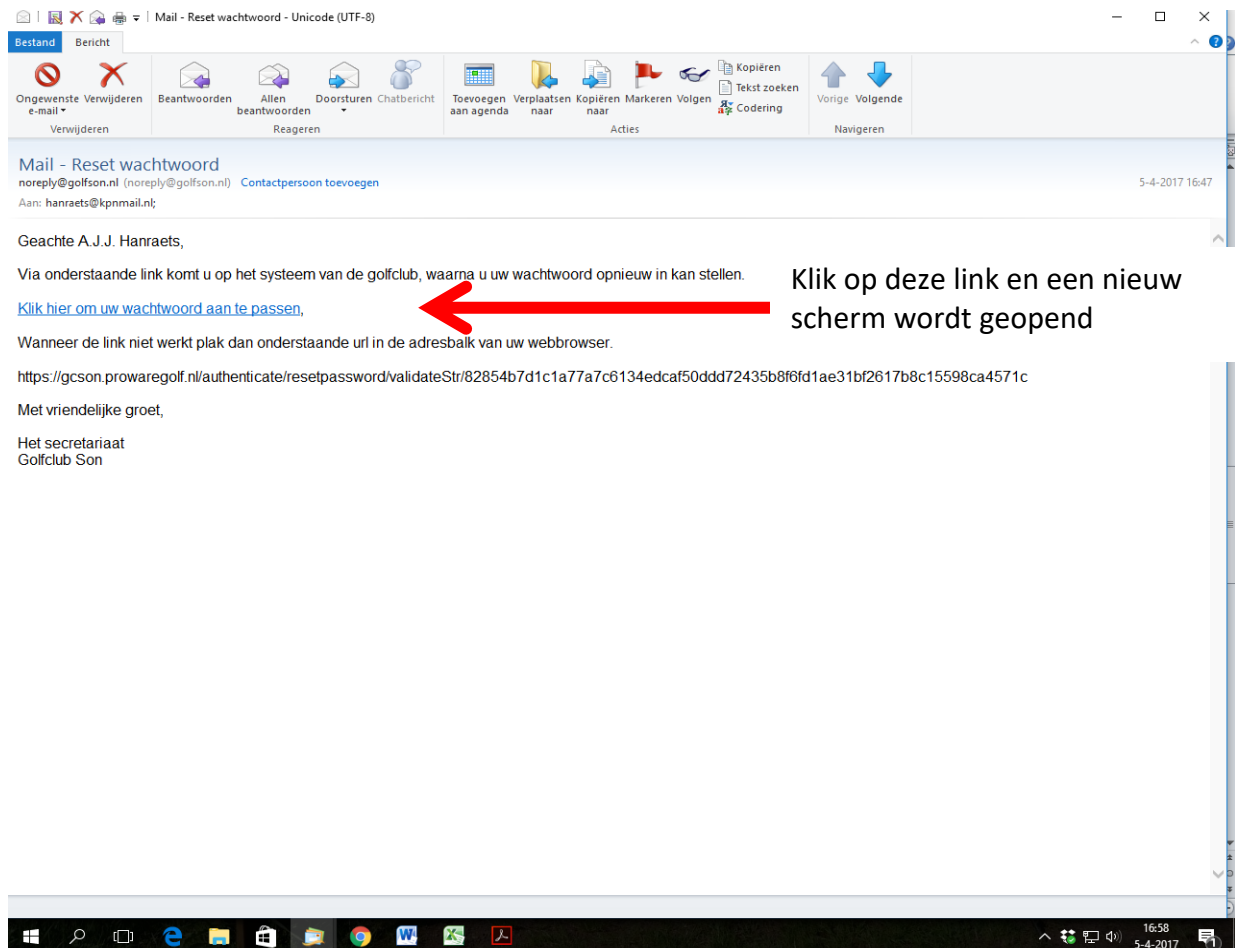 Mail - Reset wachtwoord - Unicode (UTF-8)
Bestand Bericht
Ongewenste e-mail
Verwijderen
Beantwoorden
Allen beantwoorden
Doorsturen
Chatbericht
Toevoegen aan agenda
Verplaatsen naar
Kopiëren naar
Markeren
Volgen
Kopiëren
Tekst zoeken
Codering
Vorige
Volgende
Verwijderen
Reageren
Acties
Navigeren
Mail - Reset wachtwoord
noreply@golfson.nl (noreply@golfson.nl) Contactpersoon toevoegen
5-4-2017 16:47
Aan: hanraets@kpnmail.nl;
Geachte A.J.J. Hanraets,
Via onderstaande link komt u op het systeem van de golfclub, waarna u uw wachtwoord opnieuw in kan stellen.
Klik hier om uw wachtwoord aan te passen,
Klik op deze link en een nieuw
scherm wordt geopend
Wanneer de link niet werkt plak dan onderstaande url in de adresbalk van uw webbrowser.
https://gcson.prowaregolf.nl/authenticate/resetpassword/validateStr/82854b7d1c1a77a7c6134edcaf50ddd72435b8f6fd1ae31bf2617b8c15598ca4571c
Met vriendelijke groet,
Het secretariaat
Golfclub Son
16:58
5-4-2017